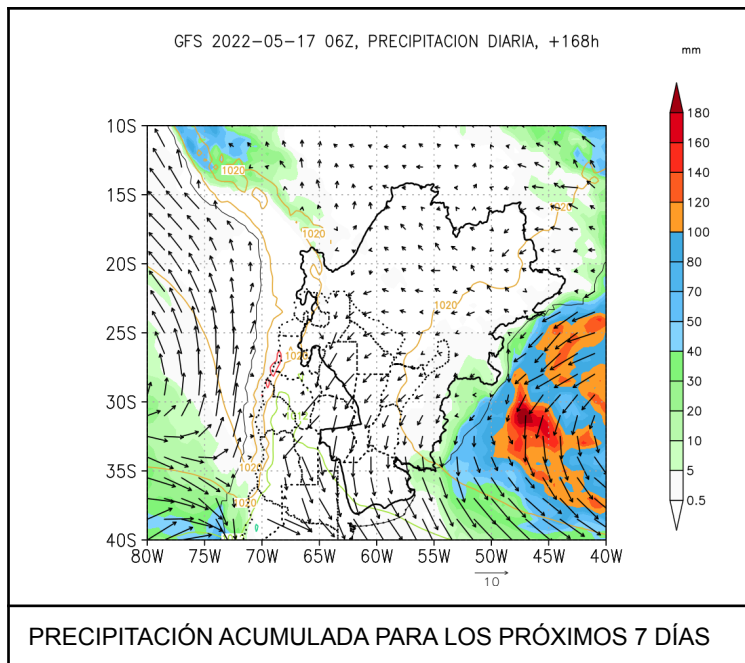 GFS 2022-05-17 06Z, PRECIPITACION DIARIA, +168h
mm
180
160
140
120
100
80
60
50
40
30
20
10
5
0.5
10S
15S
20S
25S
30S
35S
40S
1020
1020
1020
1020
1020
1020
80W 75W 70W 65W 60W 55W 50W 45W 40W
10
PRECIPITACIÓN ACUMULADA PARA LOS PRÓXIMOS 7 DÍAS